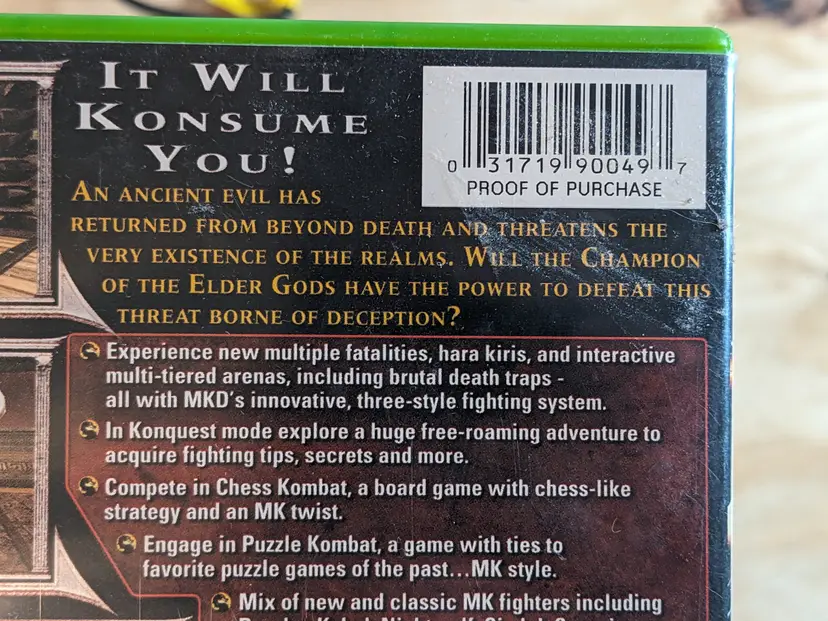 IT WILL
KONSUME
YOU!
0 31719 90049 7
PROOF OF PURCHASE
AN ANCIENT EVIL HAS
RETURNED FROM BEYOND DEATH AND THREATENS THE
VERY EXISTENCE OF THE REALMS. WILL THE CHAMPION
OF THE ELDER GODS HAVE THE POWER TO DEFEAT THIS
THREAT BORNE OF DECEPTION?
Experience new multiple fatalities, hara kiris, and interactive
multi-tiered arenas, including brutal death traps -
all with MKD's innovative, three-style fighting system.
In Konquest mode explore a huge free-roaming adventure to
acquire fighting tips, secrets and more.
Compete in Chess Kombat, a board game with chess-like
strategy and an MK twist.
Engage in Puzzle Kombat, a game with ties to
favorite puzzle games of the past...MK style.
Mix of new and classic MK fighters including